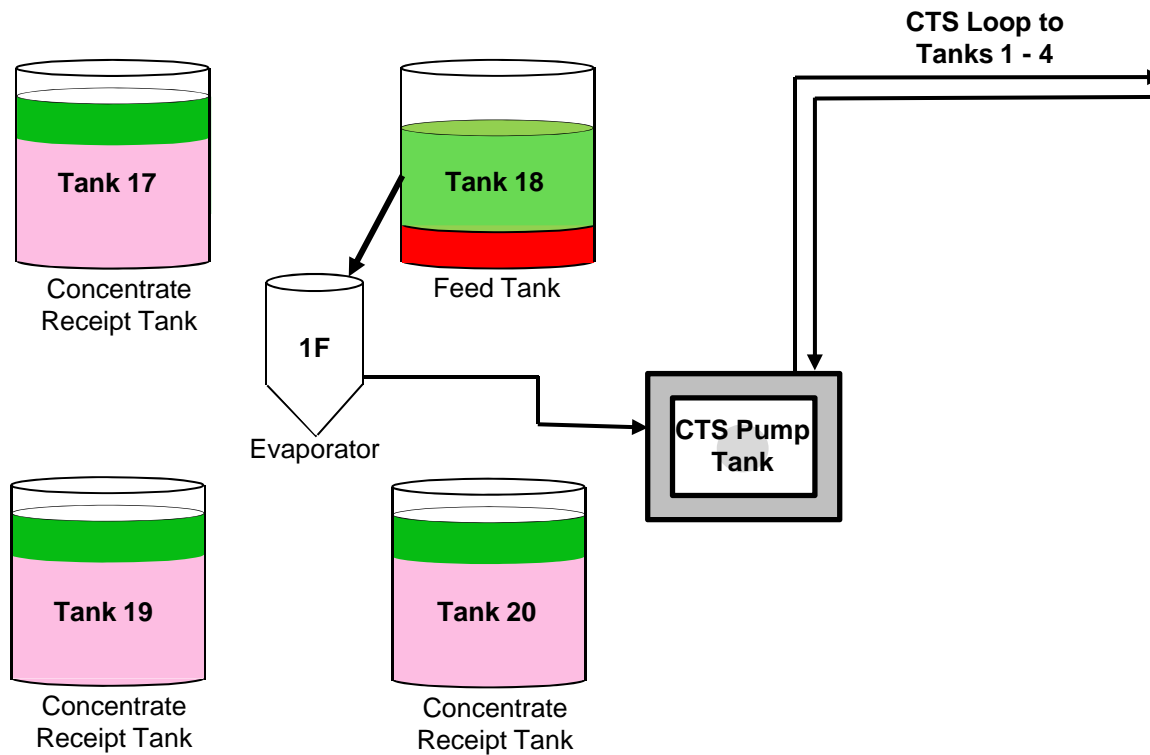 CTS Loop to
Tanks 1 - 4
Tank 17
Tank 18
Concentrate
Receipt Tank
Feed Tank
1F
Evaporator
CTS Pump
Tank
Tank 19
Tank 20
Concentrate
Receipt Tank
Concentrate
Receipt Tank